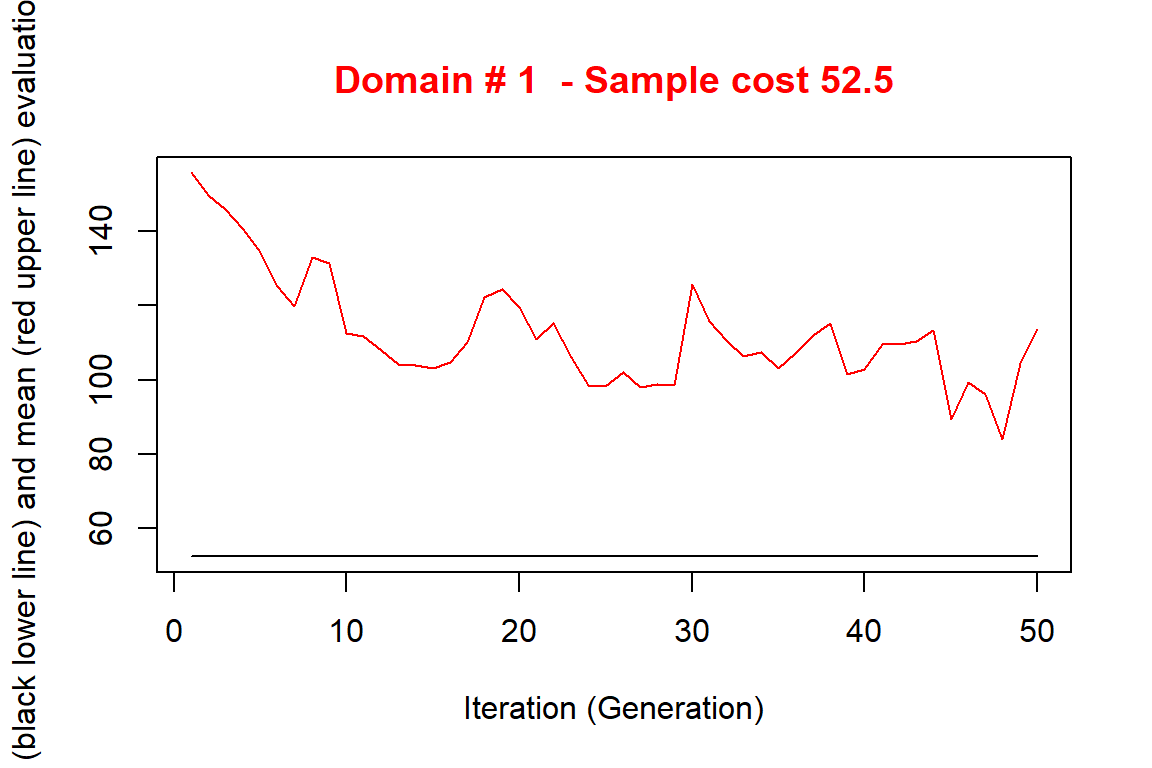 Domain # 1  - Sample cost 52.5
(black lower line) and mean (red upper line) evaluatio
140
100
80
60
0 10 20 30 40 50
Iteration (Generation)